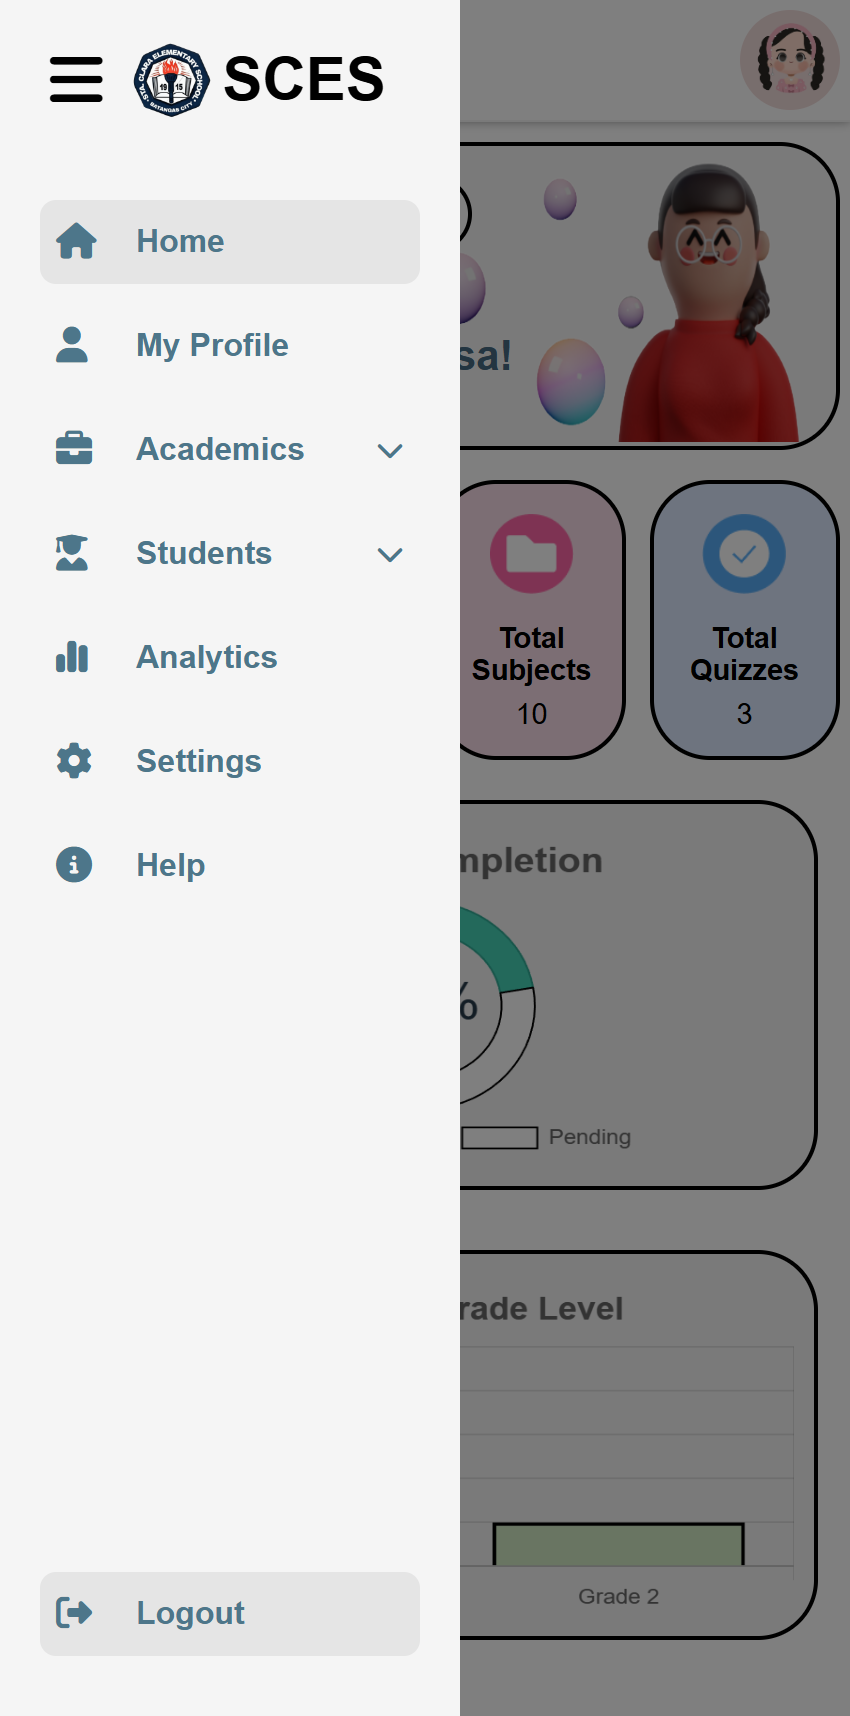 STA. CLARA ELEMENTARY SCHOOL
19 15
BATANGAS CITY
SCES
Home
My Profile
Academics
Students
Analytics
Settings
Help
Logout
sa!
Total
Subjects
10
Total
Quizzes
3
mpletion
%
Pending
rade Level
Grade 2